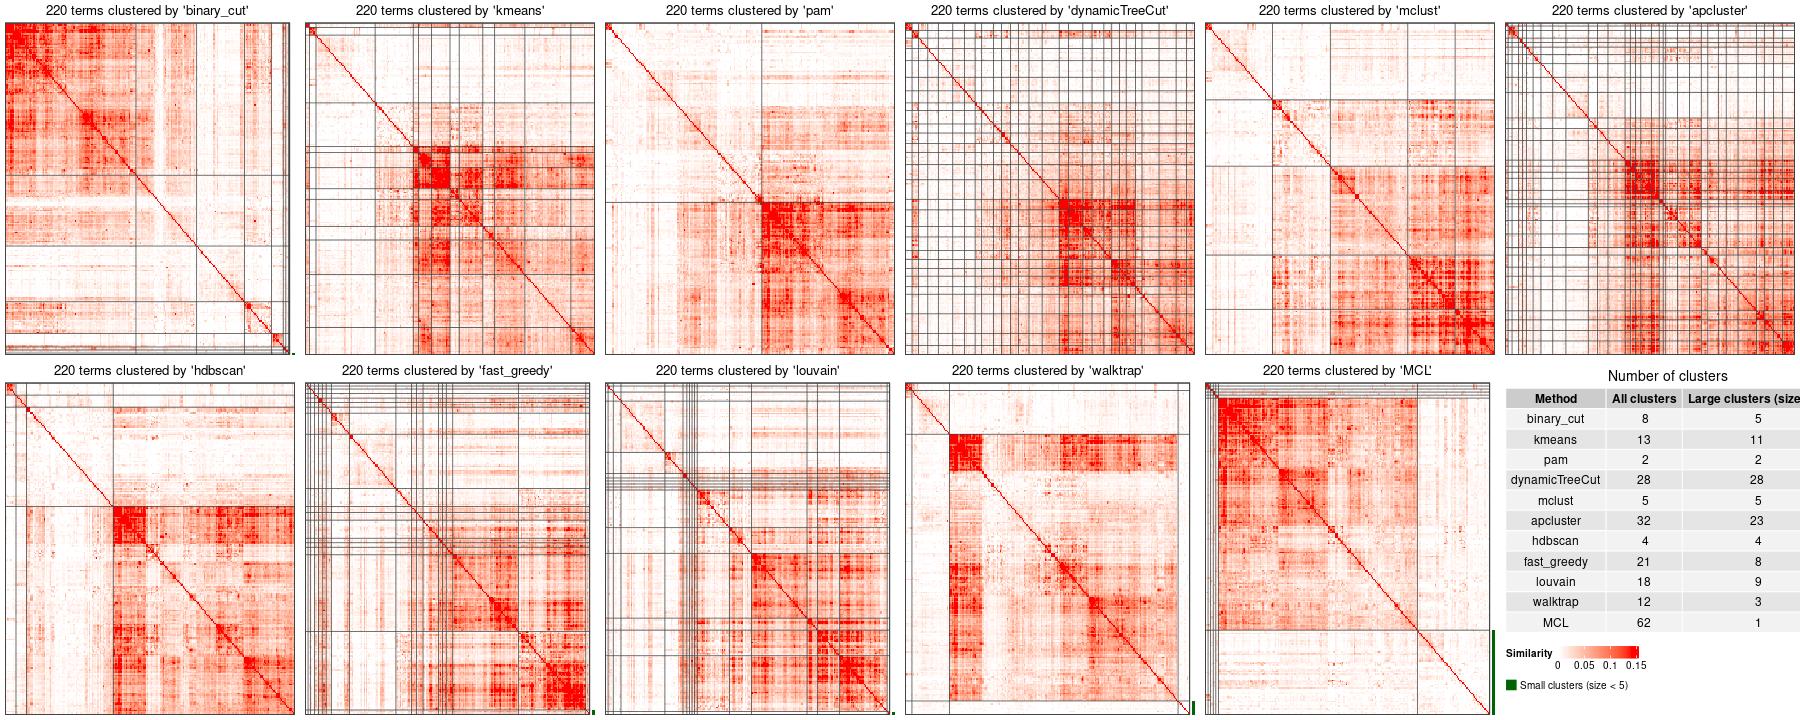 220 terms clustered by 'binary_cut'
220 terms clustered by 'kmeans'
220 terms clustered by 'pam'
220 terms clustered by 'dynamicTreeCut'
220 terms clustered by 'mclust'
220 terms clustered by 'apcluster'
220 terms clustered by 'hdbscan'
220 terms clustered by 'fast_greedy'
220 terms clustered by 'louvain'
220 terms clustered by 'walktrap'
220 terms clustered by 'MCL'
Number of clusters
Method All clusters Large clusters (size
binary_cut 8 5
kmeans 13 11
pam 2 2
dynamicTreeCut 28 28
mclust 5 5
apcluster 32 23
hdbscan 4 4
fast_greedy 21 8
louvain 18 9
walktrap 12 3
MCL 62 1
Similarity
0 0.05 0.1 0.15
Small clusters (size < 5)